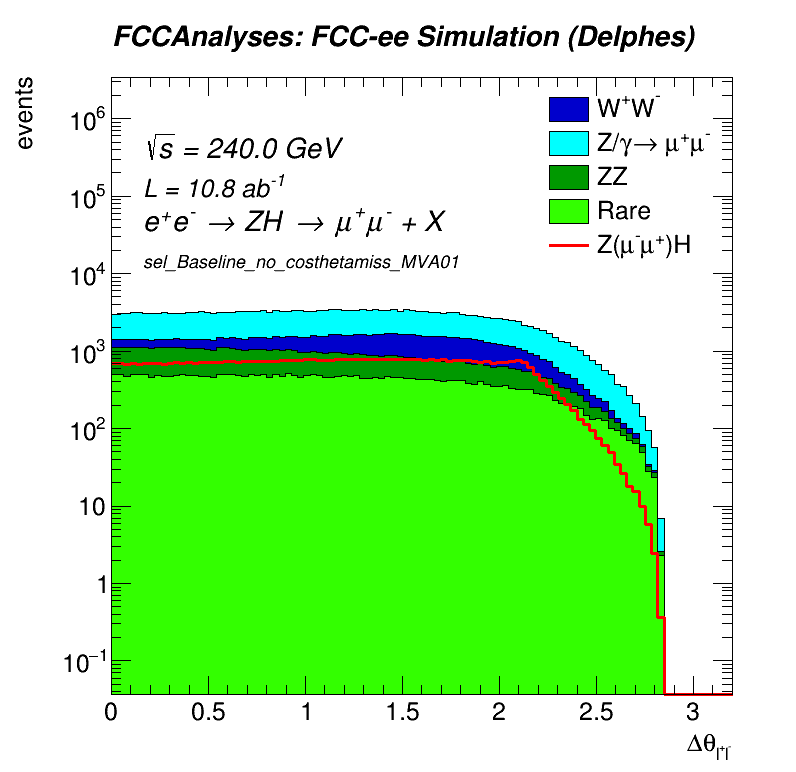 FCCAnalyses: FCC-ee Simulation (Delphes)
events
√s = 240.0 GeV
L = 10.8 ab⁻¹
e⁺e⁻ → ZH → μ⁺μ⁻ + X
sel_Baseline_no_costhetamiss_MVA01
W⁺W⁻
Z/γ→ μ⁺μ⁻
ZZ
Rare
Z(μ⁻μ⁺)H
10⁶
10⁵
10⁴
10³
10²
10
1
10⁻¹
0 0.5 1 1.5 2 2.5 3
Δθ_l⁺l⁻